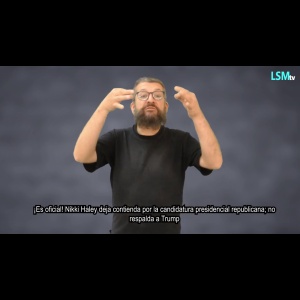 LSMtv
¡Es oficial! Nikki Haley deja contienda por la candidatura presidencial republicana; no
respalda a Trump